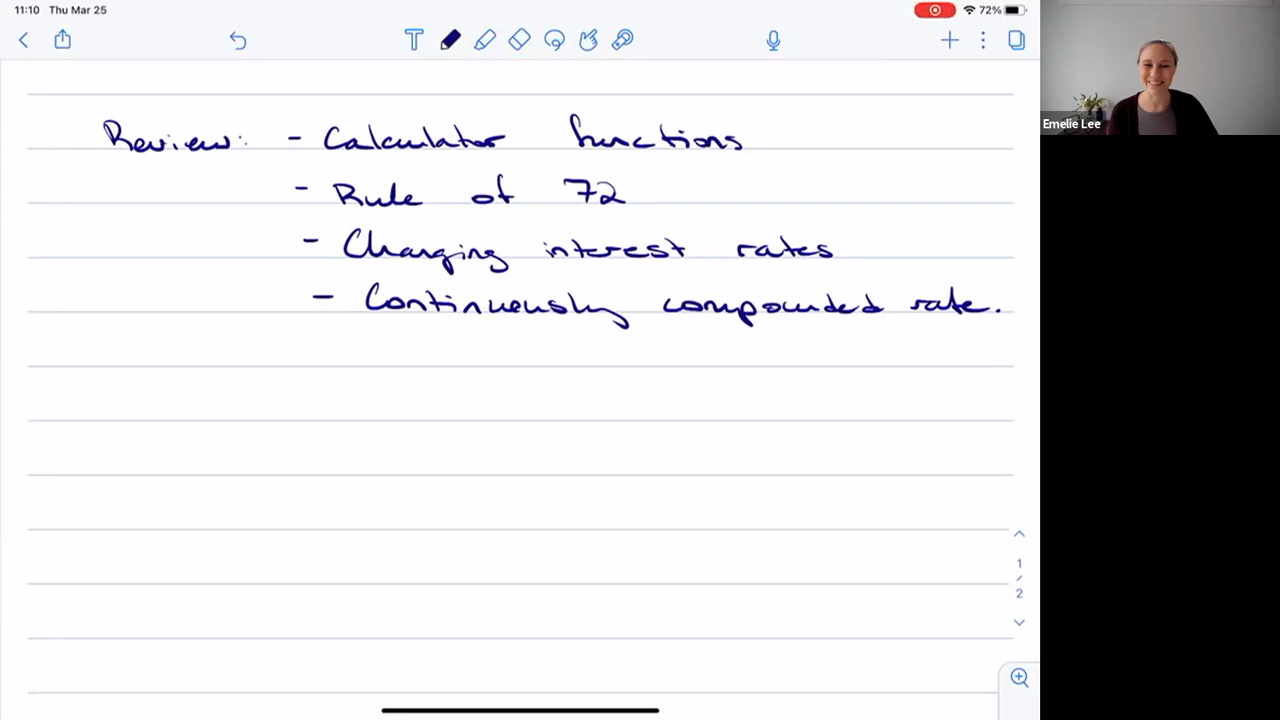 11:10 Thu Mar 25
72%
Emelie Lee
Review: - Calculator functions
- Rule of 72
- Changing interest rates
- Continuously compounded rate.
1
2